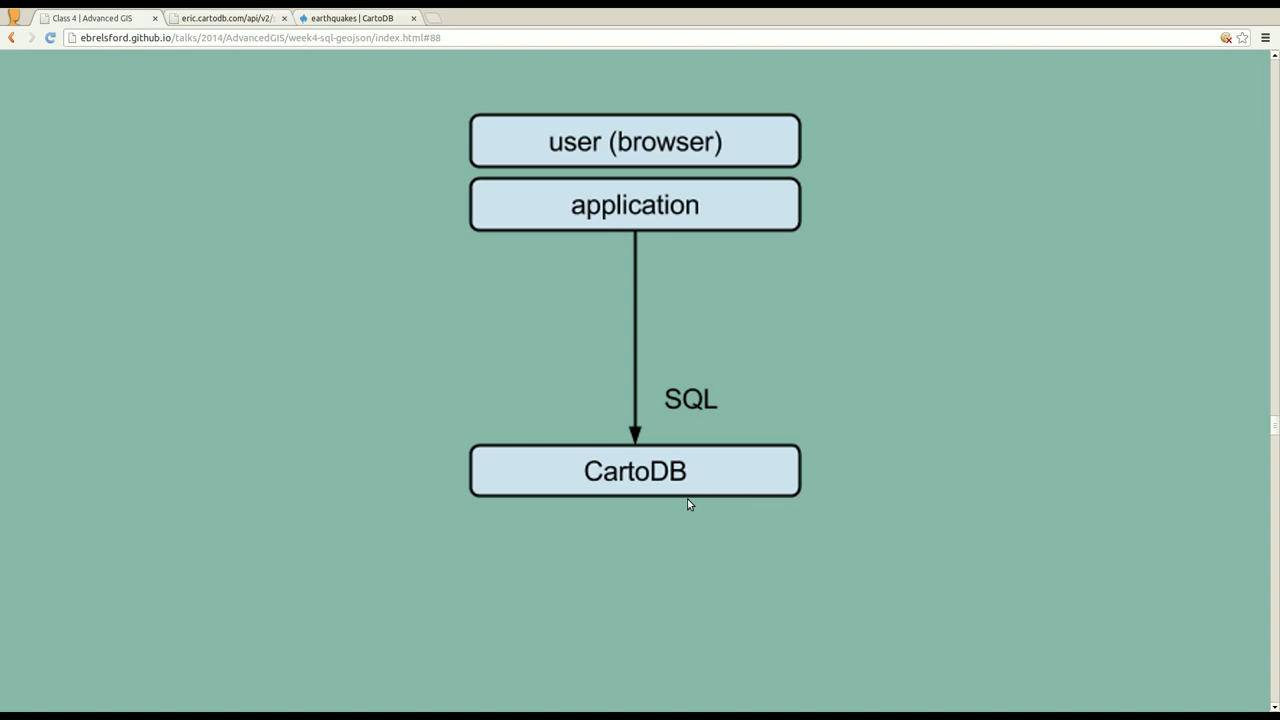 Class 4 | Advanced GIS
eric.cartodb.com/api/v2/
earthquakes | CartoDB
ebrelsford.github.io/talks/2014/AdvancedGIS/week4-sql-geojson/index.html#88
user (browser)
application
SQL
CartoDB